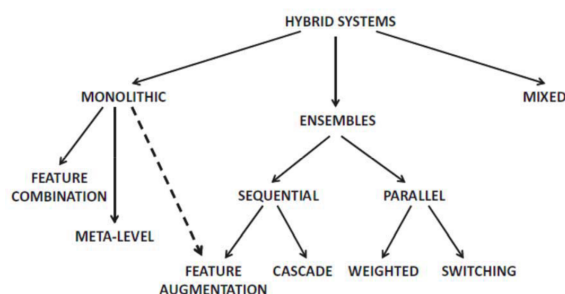 HYBRID SYSTEMS
MONOLITHIC
MIXED
ENSEMBLES
FEATURE
COMBINATION
SEQUENTIAL
PARALLEL
META-LEVEL
FEATURE
AUGMENTATION
CASCADE
WEIGHTED
SWITCHING